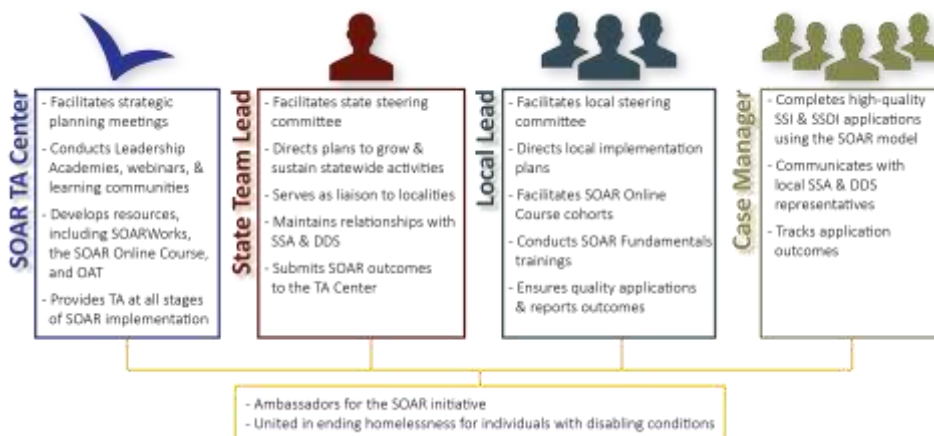 SOAR TA Center
- Facilitates strategic
planning meetings
- Conducts Leadership
Academies, webinars, &
learning communities
- Develops resources,
including SOARWorks,
the SOAR Online Course,
and OAT
- Provides TA at all stages
of SOAR implementation
State Team Lead
- Facilitates state steering
committee
- Directs plans to grow &
sustain statewide activities
- Serves as liaison to localities
- Maintains relationships with
SSA & DDS
- Submits SOAR outcomes
to the TA Center
Local Lead
- Facilitates local steering
committee
- Directs local implementation
plans
- Facilitates SOAR Online
Course cohorts
- Conducts SOAR Fundamentals
trainings
- Ensures quality applications
& reports outcomes
Case Manager
- Completes high-quality
SSI & SSDI applications
using the SOAR model
- Communicates with
local SSA & DDS
representatives
- Tracks application
outcomes
- Ambassadors for the SOAR initiative
- United in ending homelessness for individuals with disabling conditions